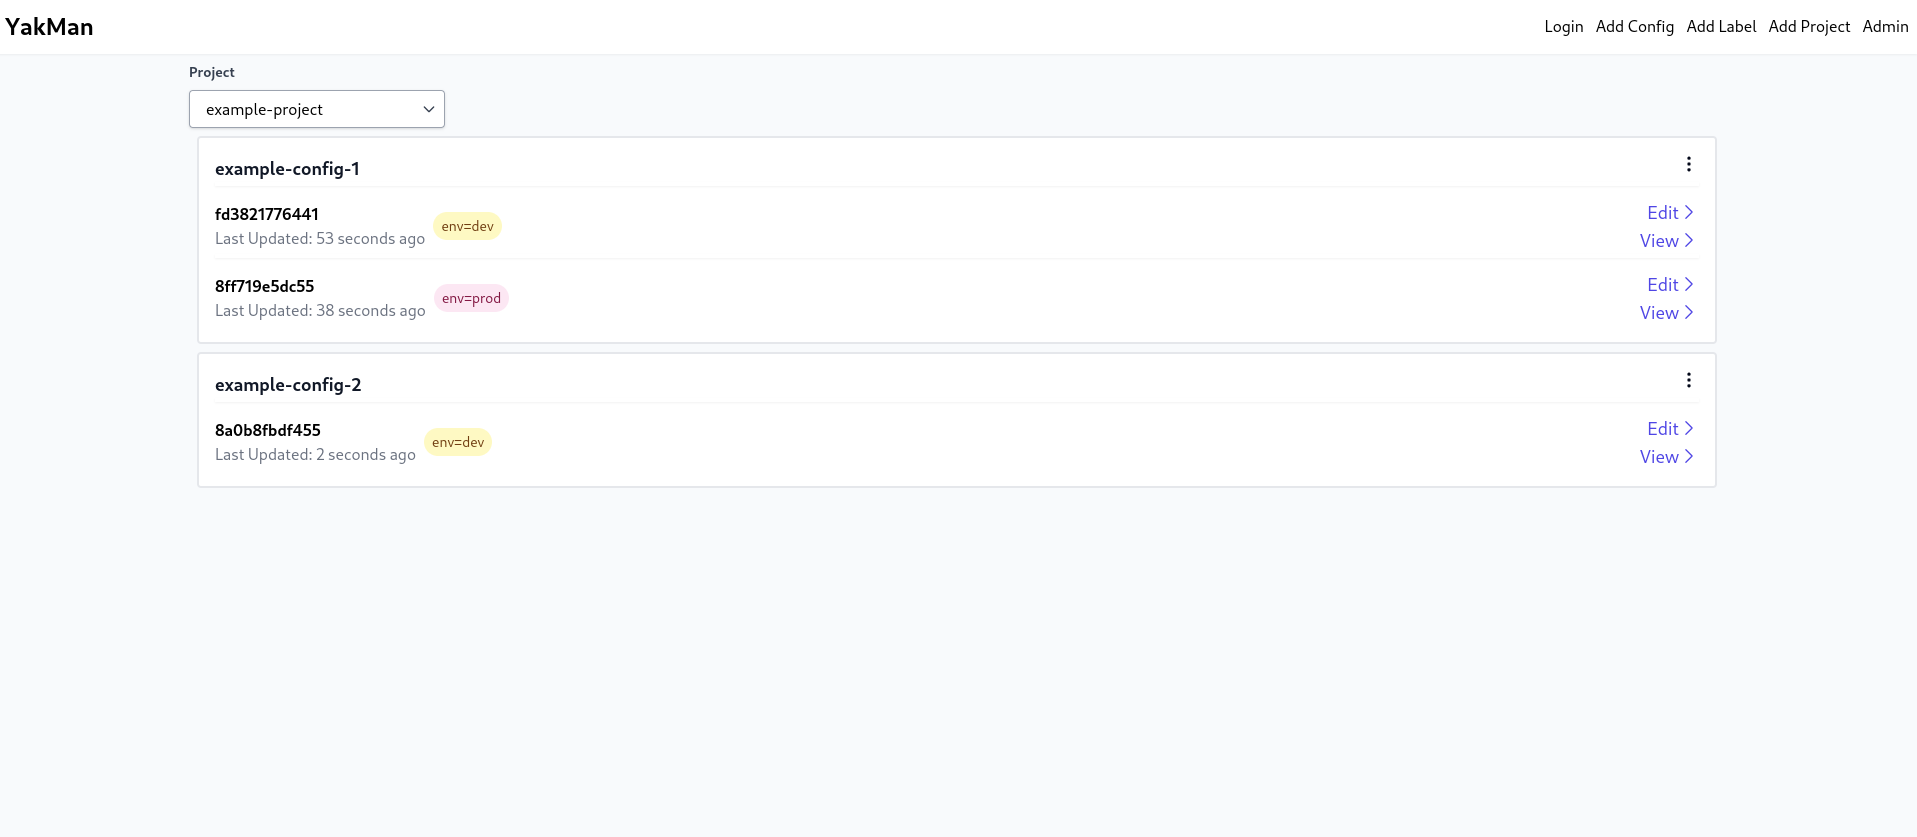 YakMan
Login Add Config Add Label Add Project Admin
Project
example-project
example-config-1
fd3821776441
Last Updated: 53 seconds ago
env=dev
Edit
View
8ff719e5dc55
Last Updated: 38 seconds ago
env=prod
Edit
View
example-config-2
8a0b8fbdf455
Last Updated: 2 seconds ago
env=dev
Edit
View